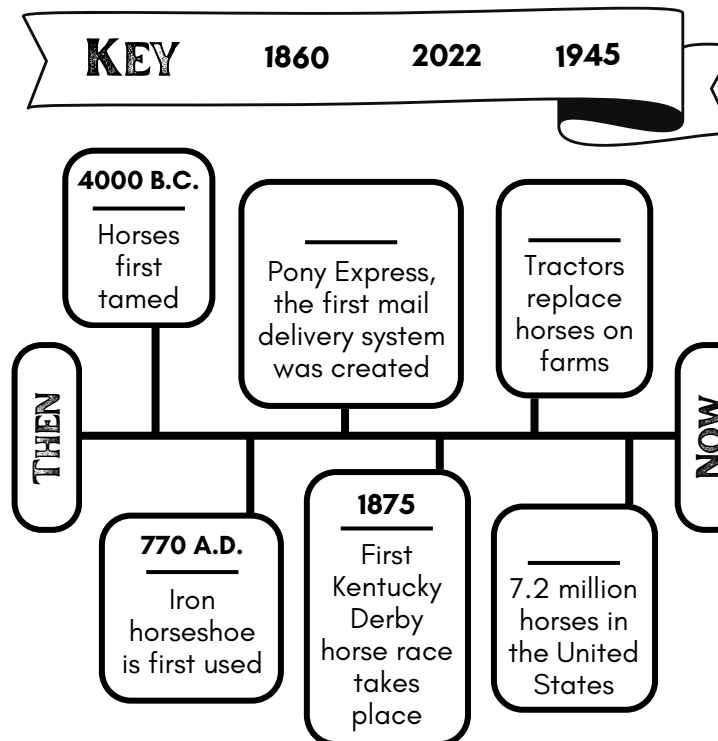 KEY 1860 2022 1945
4000 B.C.
Horses
first
tamed
Pony Express,
the first mail
delivery system
was created
Tractors
replace
horses on
farms
THEN
NOW
770 A.D.
Iron
horseshoe
is first used
1875
First
Kentucky
Derby
horse race
takes
place
7.2 million
horses in
the United
States